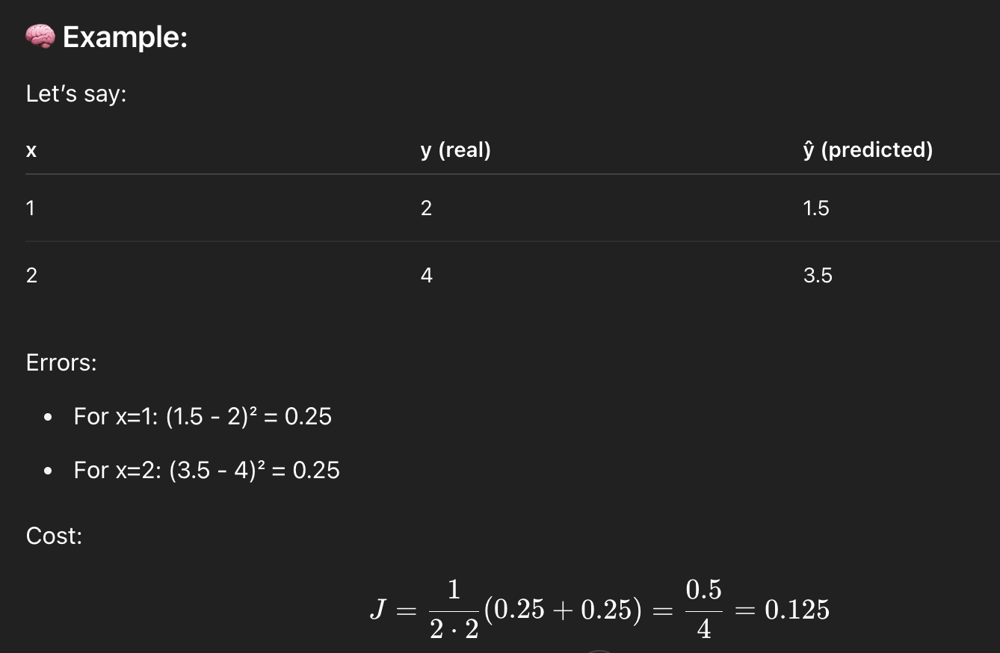 🧠 Example:
Let’s say:
x y (real) ŷ (predicted)
1 2 1.5
2 4 3.5
Errors:
• For x=1: (1.5 - 2)² = 0.25
• For x=2: (3.5 - 4)² = 0.25
Cost:
J = \frac{1}{2 \cdot 2}(0.25 + 0.25) = \frac{0.5}{4} = 0.125